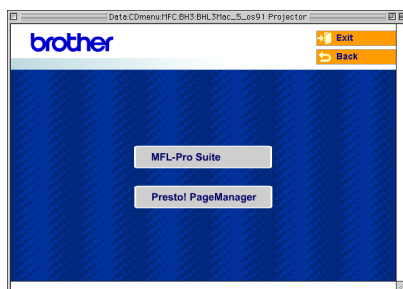 Data:CDmenu:MFC:BH3:BHL3Mac_5_os91 Projector
brother
Exit
Back
MFL-Pro Suite
Presto! PageManager